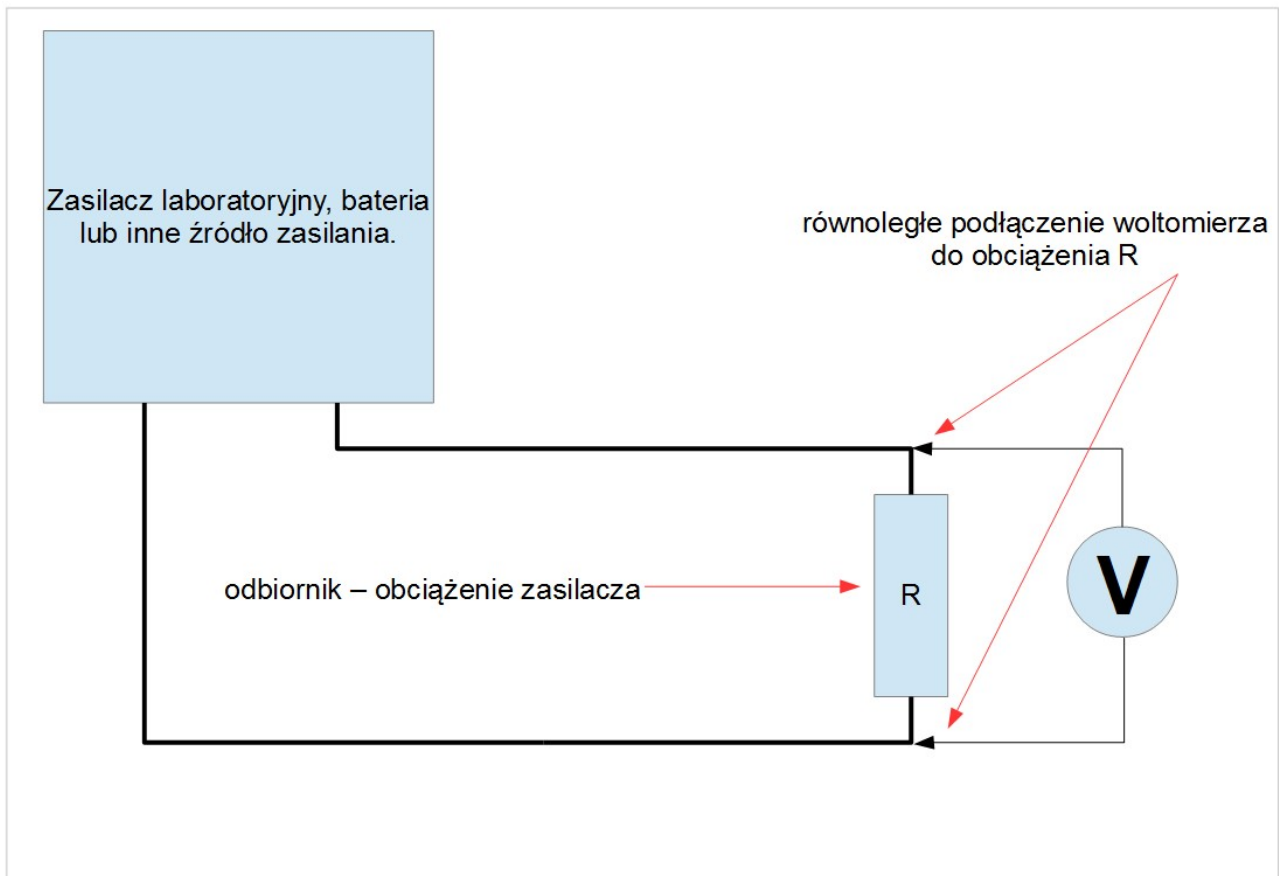 Zasilacz laboratoryjny, bateria
lub inne źródło zasilania.
równoległe podłączenie woltomierza
do obciążenia R
odbiornik – obciążenie zasilacza
R
V